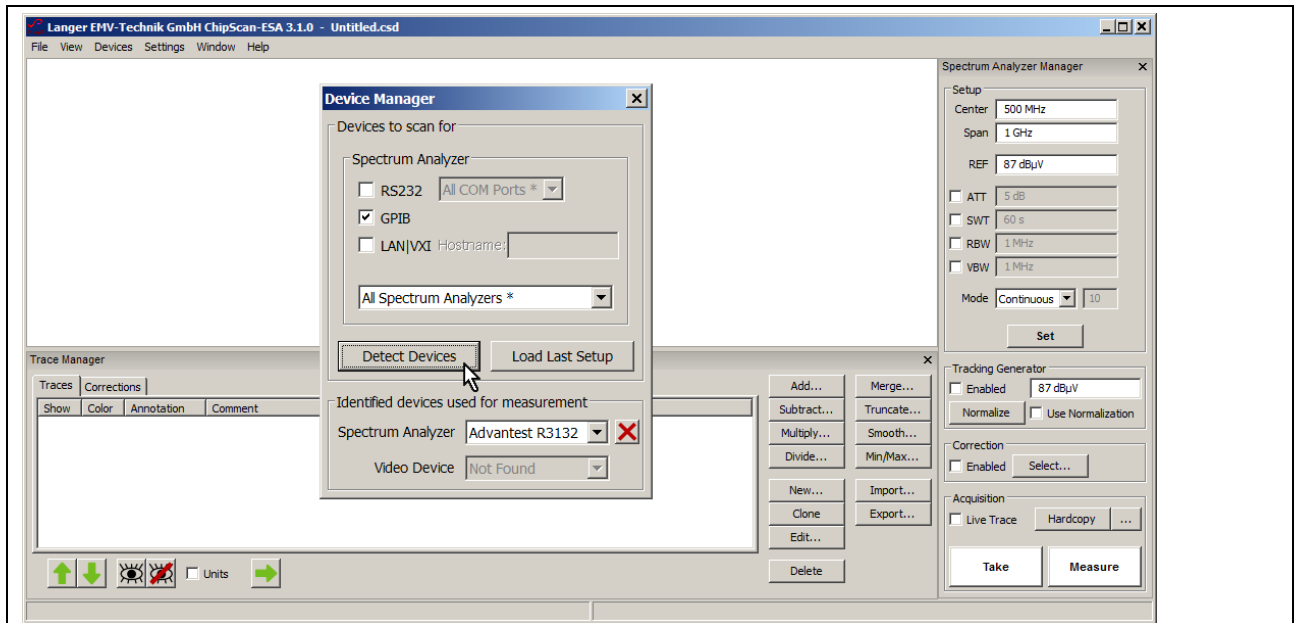 Langer EMV-Technik GmbH ChipScan-ESA 3.1.0 - Untitled.csd
File View Devices Settings Window Help
Device Manager
Devices to scan for
Spectrum Analyzer
RS232 All COM Ports *
GPIB
LAN|VXI Hostname:
All Spectrum Analyzers *
Detect Devices Load Last Setup
Identified devices used for measurement
Spectrum Analyzer Advantest R3132
Video Device Not Found
Trace Manager
Traces Corrections
Show Color Annotation Comment
Units
Add... Merge...
Subtract... Truncate...
Multiply... Smooth...
Divide... Min/Max...
New... Import...
Clone Export...
Edit...
Delete
Spectrum Analyzer Manager
Setup
Center 500 MHz
Span 1 GHz
REF 87 dBµV
ATT 5 dB
SWT 60 s
RBW 1 MHz
VBW 1 MHz
Mode Continuous 10
Set
Tracking Generator
Enabled 87 dBµV
Normalize Use Normalization
Correction
Enabled Select...
Acquisition
Live Trace Hardcopy ...
Take Measure